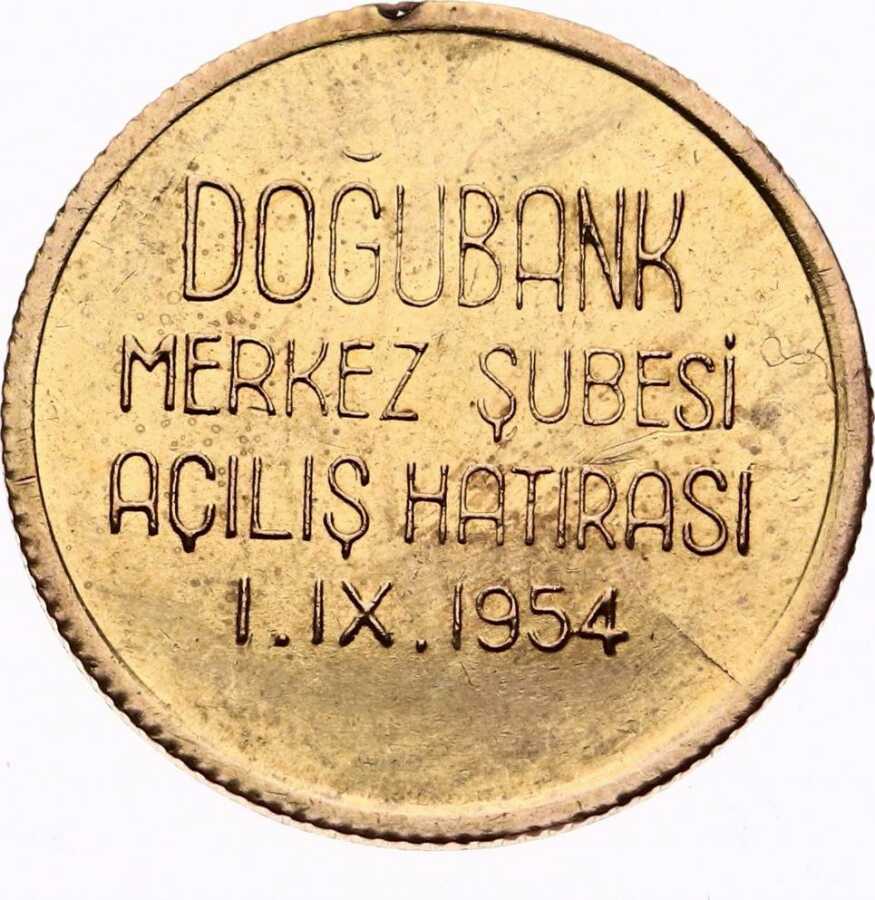 DOĞUBANK
MERKEZ ŞUBESİ
AÇILIŞ HATIRASI
1.IX.1954